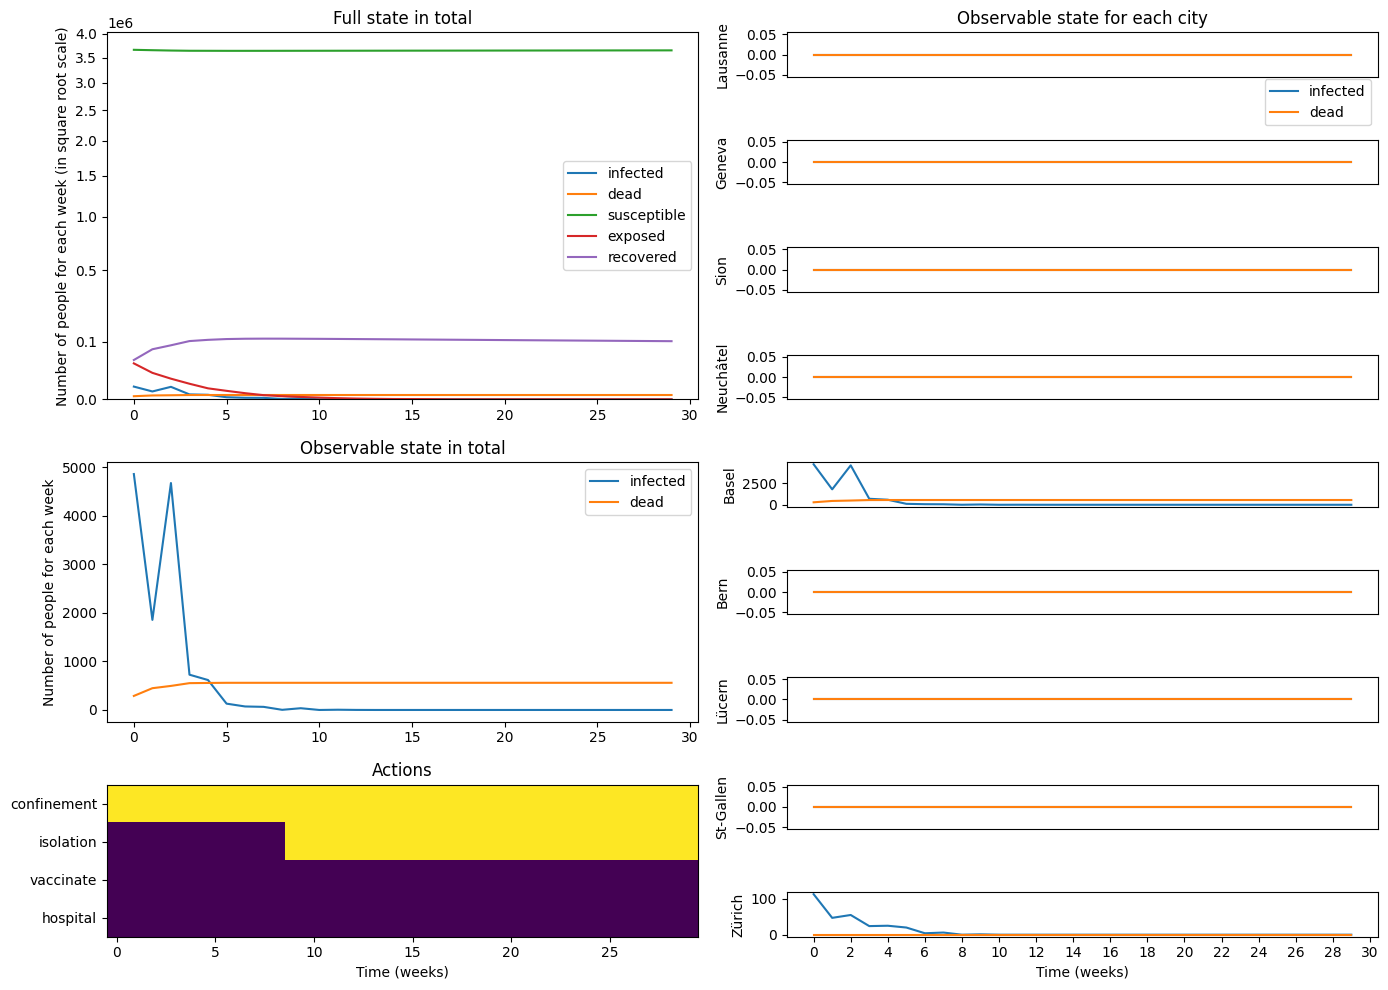 Full state in total
1e6
Number of people for each week (in square root scale)
4.0
3.5
3.0
2.5
2.0
1.5
1.0
0.5
0.1
0.0
infected
dead
susceptible
exposed
recovered
0 5 10 15 20 25 30
Observable state in total
Number of people for each week
5000
4000
3000
2000
1000
0
infected
dead
0 5 10 15 20 25 30
Actions
confinement
isolation
vaccinate
hospital
0 5 10 15 20 25
Time (weeks)
Observable state for each city
Lausanne
0.05
0.00
−0.05
infected
dead
Geneva
0.05
0.00
−0.05
Sion
0.05
0.00
−0.05
Neuchâtel
0.05
0.00
−0.05
Basel
2500
0
Bern
0.05
0.00
−0.05
Lücern
0.05
0.00
−0.05
St-Gallen
0.05
0.00
−0.05
Zürich
100
0
0 2 4 6 8 10 12 14 16 18 20 22 24 26 28 30
Time (weeks)